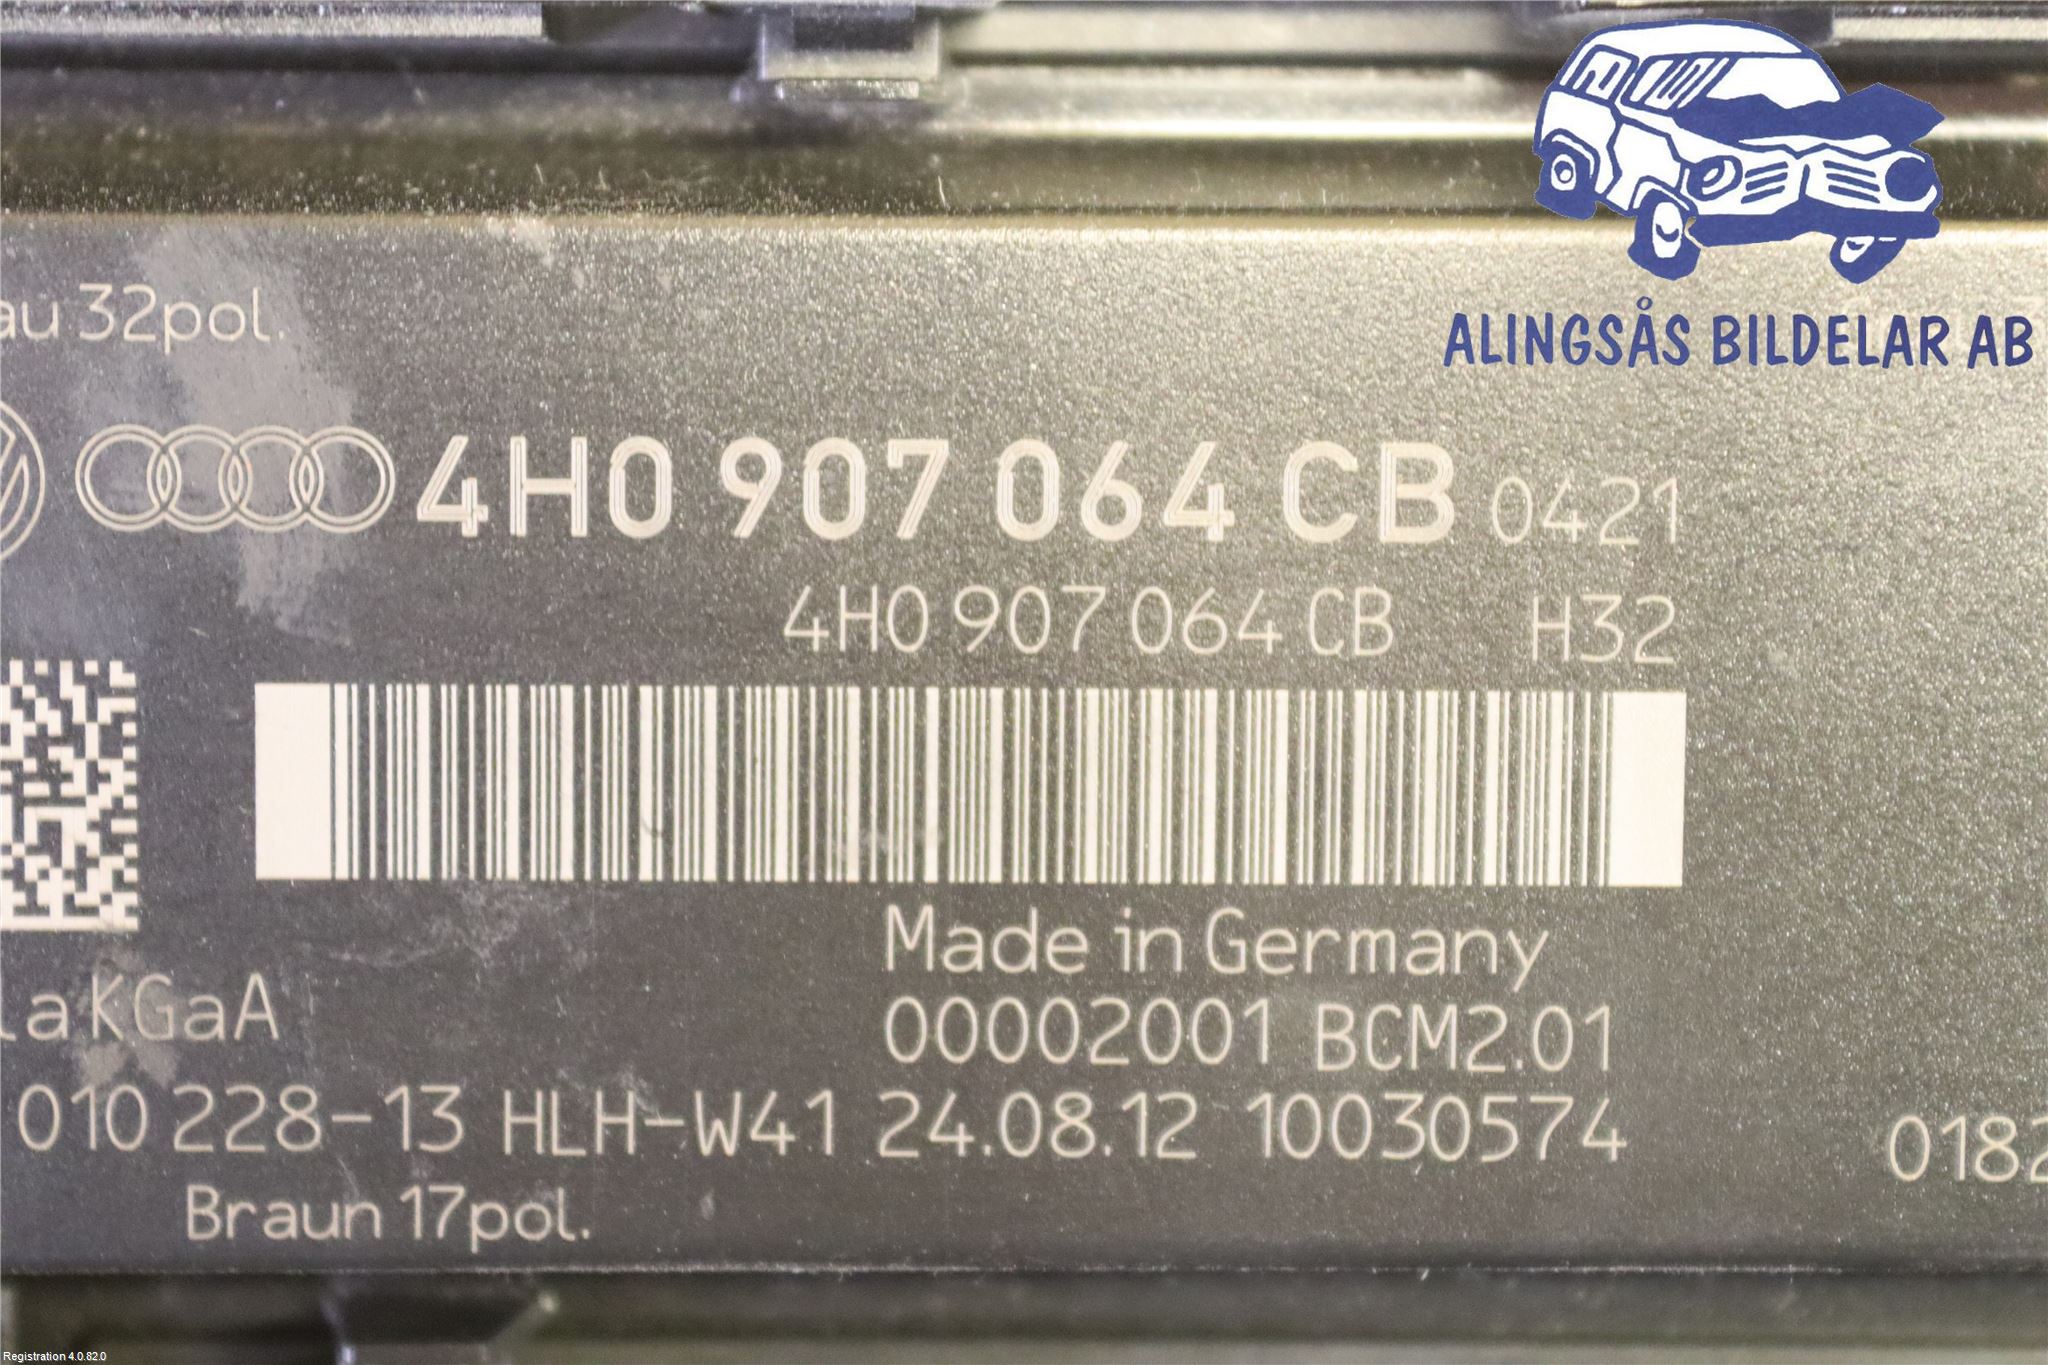 ALINGSÅS BILDELAR AB
au 32pol.
4H0 907 064 CB 0421
4H0 907 064 CB H32
Made in Germany
la KGaA
00002001 BCM2.01
010 228-13 HLH-W41 24.08.12 10030574
0182
Braun 17pol.
Registration 4.0.82.0